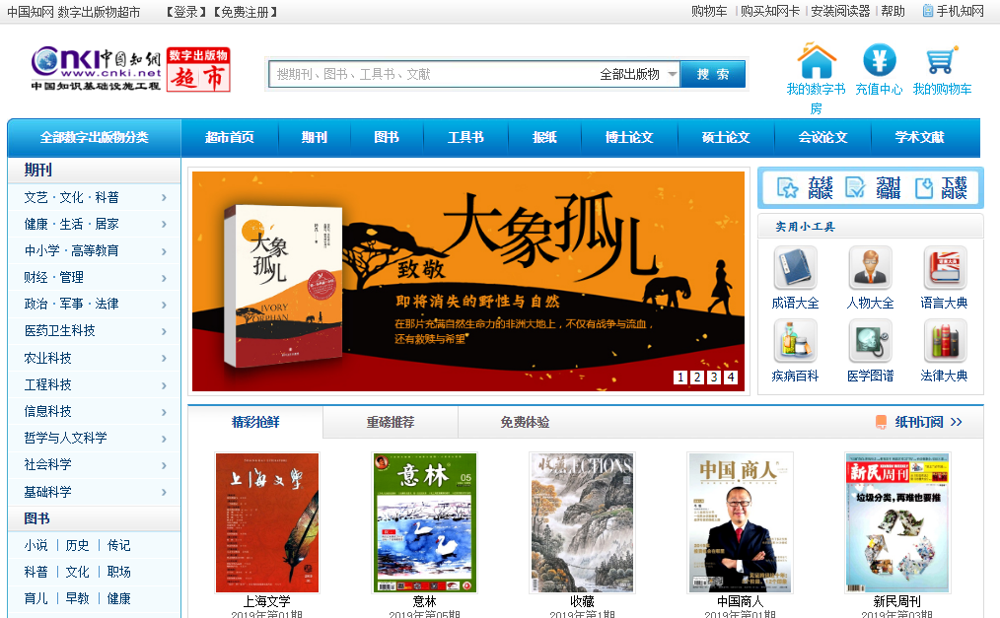 中国知网 数字出版物超市 【登录】【免费注册】 购物车 | 购买知网卡 | 安装阅读器 | 帮助 手机知网
cnki 中国知網 数字出版物
www.cnki.net 超市
中国知识基础设施工程
搜期刊、图书、工具书、文献 全部出版物 搜 索
我的数字书房 充值中心 我的购物车
全部数字出版物分类 超市首页 期刊 图书 工具书 报纸 博士论文 硕士论文 会议论文 学术文献
期刊
文艺 · 文化 · 科普
健康 · 生活 · 居家
中小学 · 高等教育
财经 · 管理
政治 · 军事 · 法律
医药卫生科技
农业科技
工程科技
信息科技
哲学与人文科学
社会科学
基础科学
图书
小说 | 历史 | 传记
科普 | 文化 | 职场
育儿 | 早教 | 健康
大象孤儿
IVORY
ORPHAN
大象孤儿
致敬
即将消失的野性与自然
在那片充满自然生命力的非洲大地上，不仅有战争与流血，
还有救赎与希望
1 2 3 4
在线阅读 实时编辑 下载阅读
实用小工具
成语大全 人物大全 语言大典
疾病百科 医学图谱 法律大典
精彩抢鲜 重磅推荐 免费体验 纸刊订阅 >>
上海文学
意林
05
收藏
COLLECTIONS
中国商人
新民周刊
垃圾分类，再难也要推
上海文学 意林 收藏 中国商人 新民周刊
2019年第01期 2019年第05期 2019年第1期 2019年第01期 2019年第03期